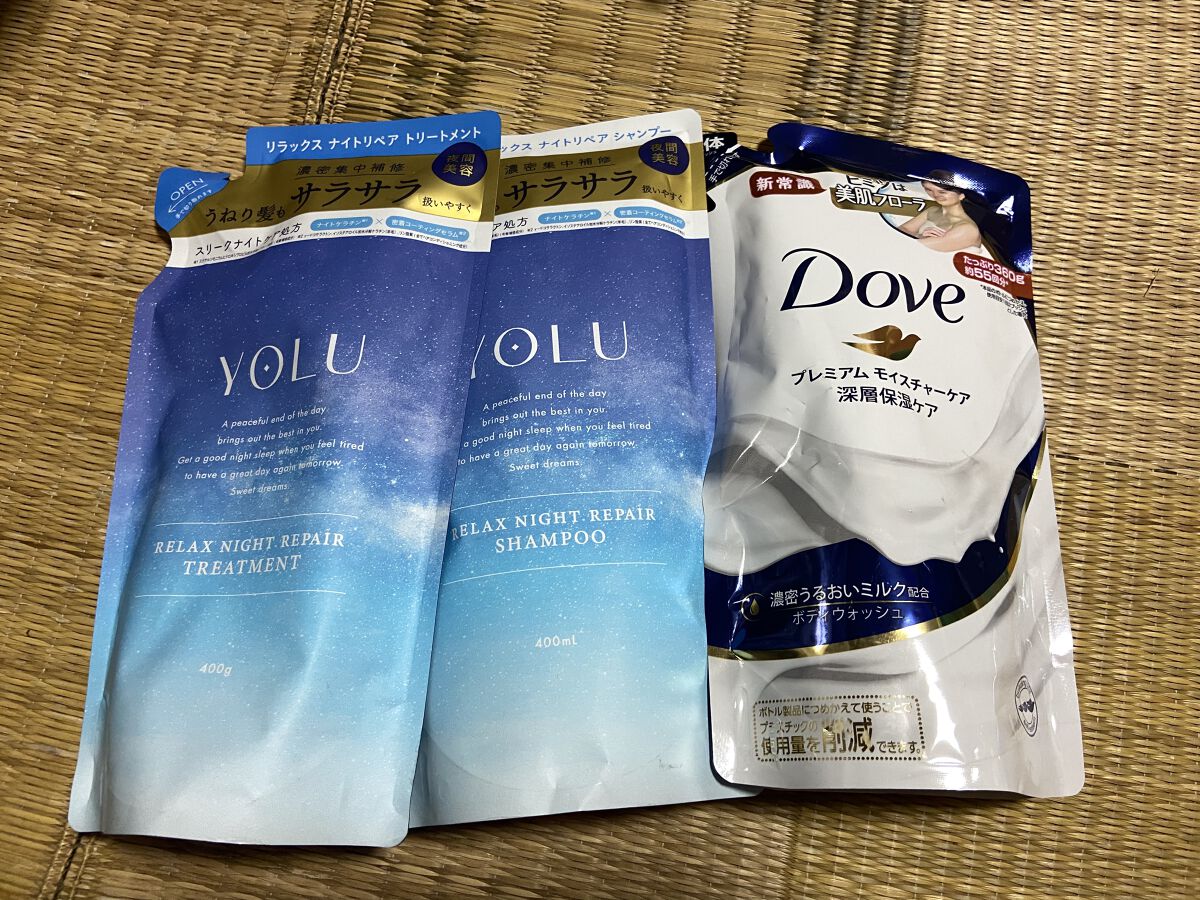 リラックス ナイトリペア トリートメント
濃密集中補修
夜間
美容
OPEN
うねり髪も サラサラ 扱いやすく
スリークナイトケア処方
ナイトケラチン × 密着コーティングセラム
YOLU
A peaceful end of the day
brings out the best in you.
Get a good night sleep when you feel tired
to have a great day again tomorrow.
Sweet dreams.
RELAX NIGHT REPAIR
TREATMENT
400g
ックス ナイトリペア シャンプー
濃密集中補修
夜間
美容
サラサラ 扱いやすく
ア処方
ナイトケラチン × 密着コーティングセラム
YOLU
A peaceful end of the day
brings out the best in you.
a good night sleep when you feel tired
to have a great day again tomorrow.
Sweet dreams.
RELAX NIGHT REPAIR
SHAMPOO
400mL
体
新常識
美肌フローラ
たっぷり360g
約55回分
Dove
プレミアム モイスチャーケア
深層保湿ケア
濃密うるおいミルク配合
ボディウォッシュ
ボトル製品につめかえて使うことで
プラスチックの
使用量を削減できます。